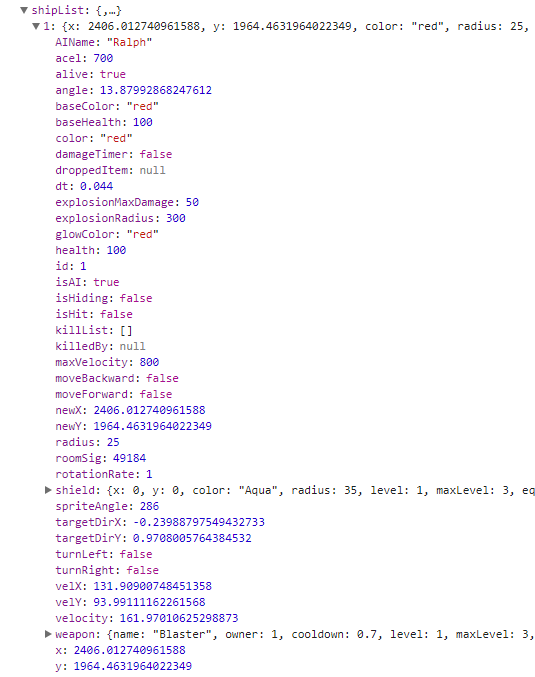 ▼ shipList: {,…}
▼ 1: {x: 2406.012740961588, y: 1964.4631964022349, color: "red", radius: 25,
AIName: "Ralph"
acel: 700
alive: true
angle: 13.87992868247612
baseColor: "red"
baseHealth: 100
color: "red"
damageTimer: false
droppedItem: null
dt: 0.044
explosionMaxDamage: 50
explosionRadius: 300
glowColor: "red"
health: 100
id: 1
isAI: true
isHiding: false
isHit: false
killList: []
killedBy: null
maxVelocity: 800
moveBackward: false
moveForward: false
newX: 2406.012740961588
newY: 1964.4631964022349
radius: 25
roomSig: 49184
rotationRate: 1
▶ shield: {x: 0, y: 0, color: "Aqua", radius: 35, level: 1, maxLevel: 3, eq
spriteAngle: 286
targetDirX: -0.23988797549432733
targetDirY: 0.9708005764384532
turnLeft: false
turnRight: false
velX: 131.90900748451358
velY: 93.99111162261568
velocity: 161.97010625298873
▶ weapon: {name: "Blaster", owner: 1, cooldown: 0.7, level: 1, maxLevel: 3,
x: 2406.012740961588
y: 1964.4631964022349